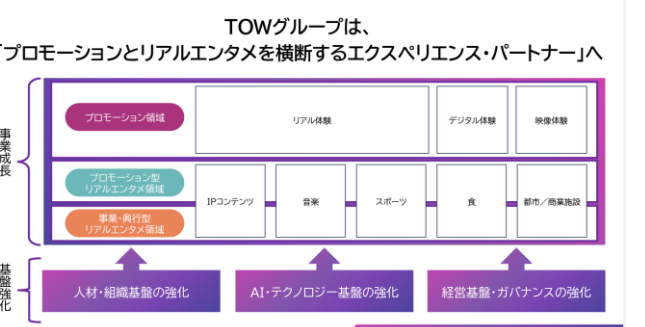 TOWグループは、
「プロモーションとリアルエンタメを横断するエクスペリエンス・パートナー」へ
事業成長
プロモーション領域
リアル体験
デジタル体験
映像体験
プロモーション型
リアルエンタメ領域
事業・興行型
リアルエンタメ領域
IPコンテンツ
音楽
スポーツ
食
都市／商業施設
基盤強化
人材・組織基盤の強化
AI・テクノロジー基盤の強化
経営基盤・ガバナンスの強化